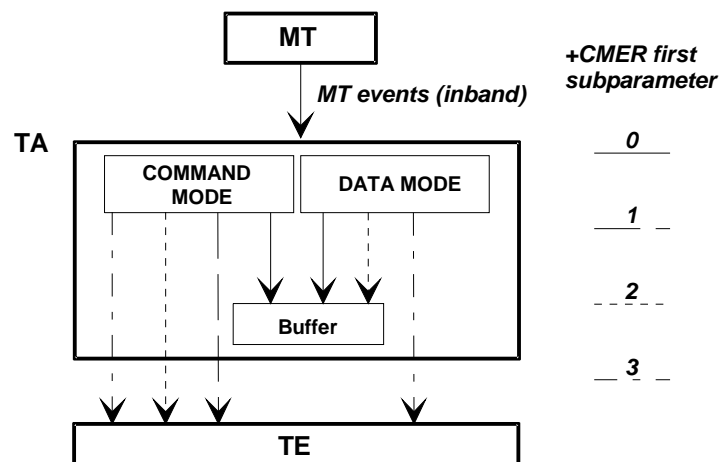 MT
+CMER first
subparameter
MT events (inband)
TA
0
COMMAND
MODE
DATA MODE
1
2
Buffer
3
TE